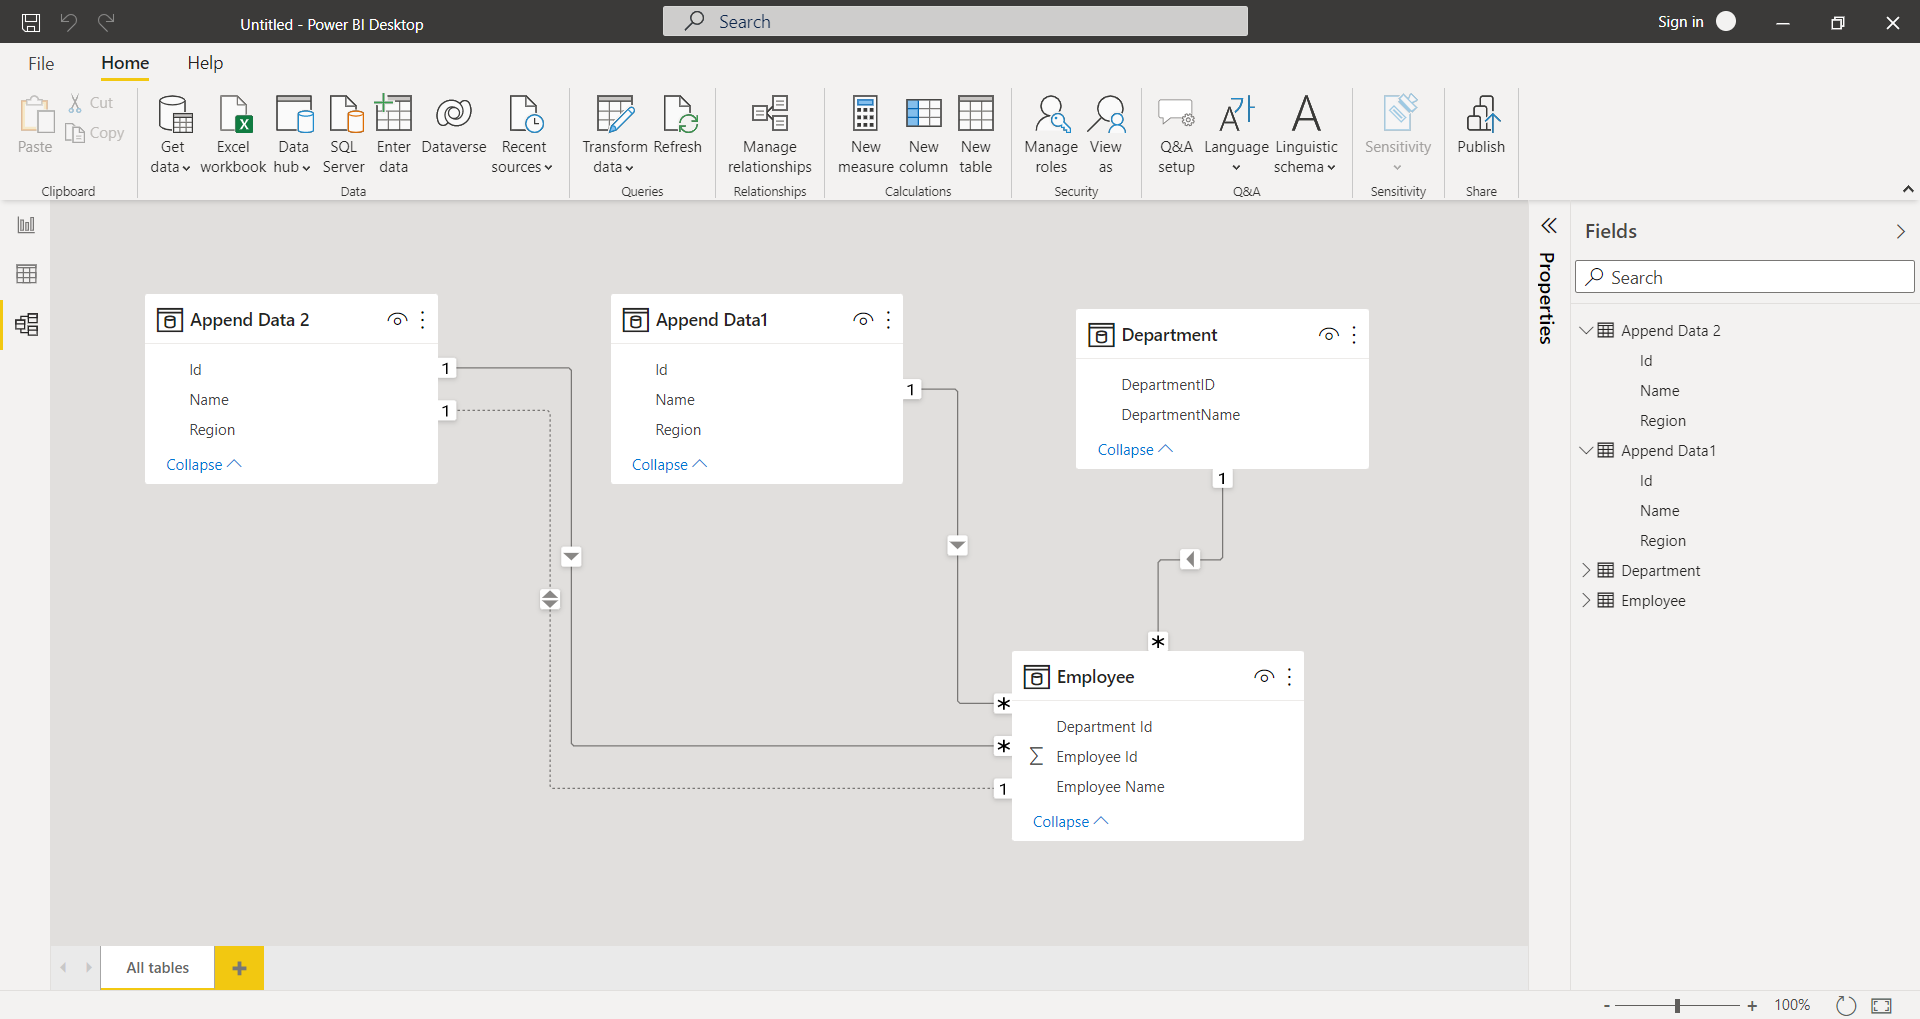 Untitled - Power BI Desktop
Search
Sign in
File
Home
Help
Paste
Cut
Copy
Clipboard
Get data
Excel workbook
Data hub
SQL Server
Enter data
Dataverse
Recent sources
Data
Transform data
Refresh
Queries
Manage relationships
Relationships
New measure
New column
New table
Calculations
Manage roles
View as
Security
Q&A setup
Language
Linguistic schema
Q&A
Sensitivity
Sensitivity
Publish
Share
Append Data 2
Id
Name
Region
Collapse
1
1
Append Data1
Id
Name
Region
Collapse
1
Department
DepartmentID
DepartmentName
Collapse
1
*
Employee
Department Id
Σ Employee Id
Employee Name
Collapse
*
*
1
Properties
Fields
Search
Append Data 2
Id
Name
Region
Append Data1
Id
Name
Region
Department
Employee
All tables
+
- + 100%